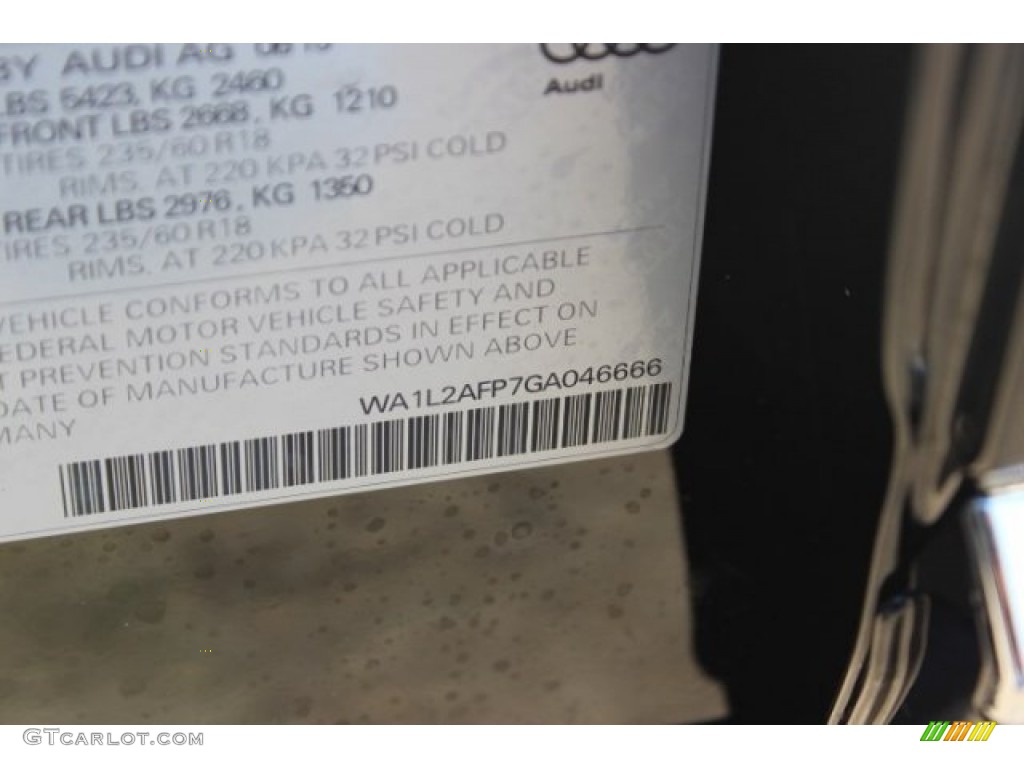 BY AUDI AG
LBS 5423, KG 2460
FRONT LBS 2668, KG 1210
TIRES 235/60 R18
RIMS, AT 220 KPA 32 PSI COLD
REAR LBS 2976, KG 1350
TIRES 235/60 R18
RIMS, AT 220 KPA 32 PSI COLD
VEHICLE CONFORMS TO ALL APPLICABLE
EDERAL MOTOR VEHICLE SAFETY AND
T PREVENTION STANDARDS IN EFFECT ON
DATE OF MANUFACTURE SHOWN ABOVE
MANY
WA1L2AFP7GA046666
Audi
GTCarlot.com